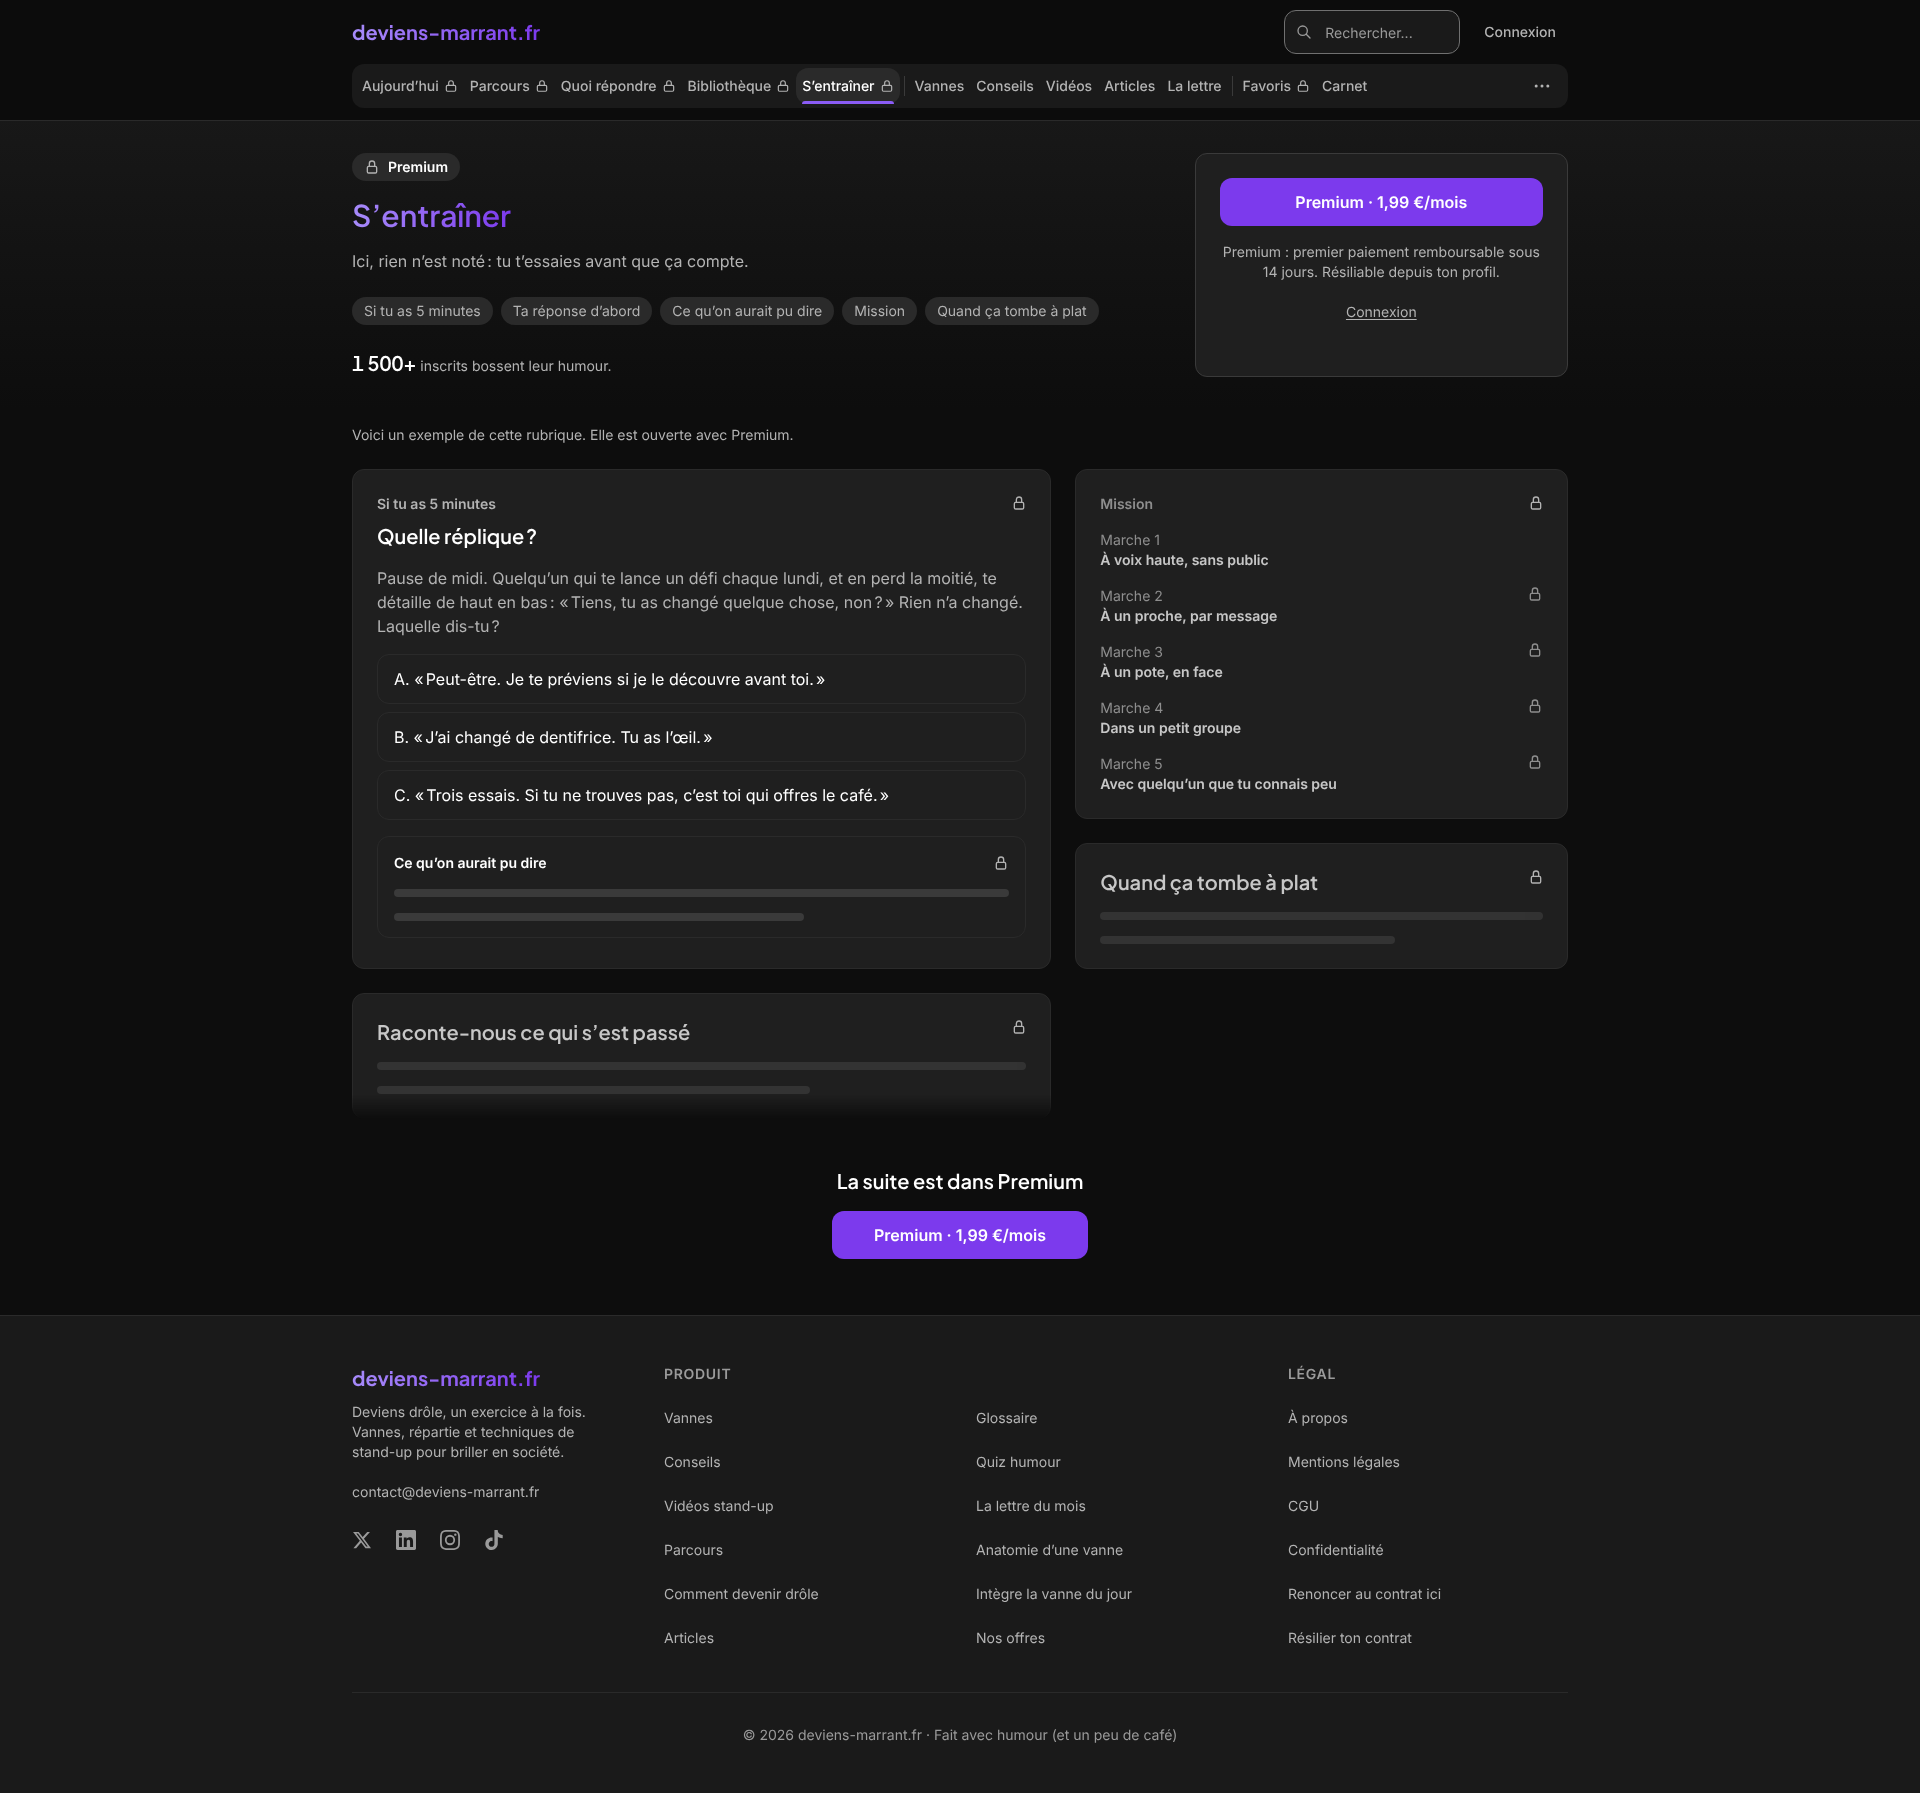 deviens-marrant.fr
Rechercher...
Connexion
Aujourd’hui
Parcours
Quoi répondre
Bibliothèque
S’entraîner
Vannes
Conseils
Vidéos
Articles
La lettre
Favoris
Carnet
Premium
S’entraîner
Ici, rien n’est noté : tu t’essaies avant que ça compte.
Si tu as 5 minutes
Ta réponse d’abord
Ce qu’on aurait pu dire
Mission
Quand ça tombe à plat
1 500+ inscrits bossent leur humour.
Premium · 1,99 €/mois
Premium : premier paiement remboursable sous
14 jours. Résiliable depuis ton profil.
Connexion
Voici un exemple de cette rubrique. Elle est ouverte avec Premium.
Si tu as 5 minutes
Quelle réplique ?
Pause de midi. Quelqu’un qui te lance un défi chaque lundi, et en perd la moitié, te
détaille de haut en bas : « Tiens, tu as changé quelque chose, non ? » Rien n’a changé.
Laquelle dis-tu ?
A. « Peut-être. Je te préviens si je le découvre avant toi. »
B. « J’ai changé de dentifrice. Tu as l’œil. »
C. « Trois essais. Si tu ne trouves pas, c’est toi qui offres le café. »
Ce qu’on aurait pu dire
Mission
Marche 1
À voix haute, sans public
Marche 2
À un proche, par message
Marche 3
À un pote, en face
Marche 4
Dans un petit groupe
Marche 5
Avec quelqu’un que tu connais peu
Quand ça tombe à plat
Raconte-nous ce qui s’est passé
La suite est dans Premium
Premium · 1,99 €/mois
deviens-marrant.fr
Deviens drôle, un exercice à la fois.
Vannes, répartie et techniques de
stand-up pour briller en société.
contact@deviens-marrant.fr
PRODUIT
Vannes
Conseils
Vidéos stand-up
Parcours
Comment devenir drôle
Articles
Glossaire
Quiz humour
La lettre du mois
Anatomie d’une vanne
Intègre la vanne du jour
Nos offres
LÉGAL
À propos
Mentions légales
CGU
Confidentialité
Renoncer au contrat ici
Résilier ton contrat
© 2026 deviens-marrant.fr · Fait avec humour (et un peu de café)